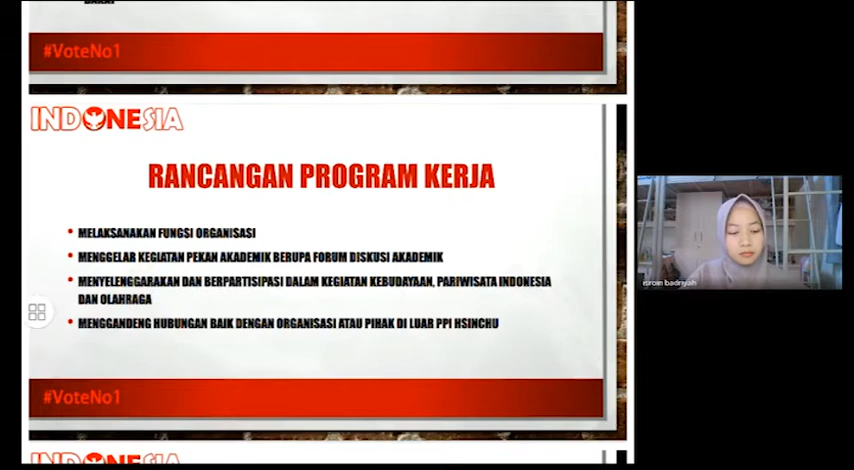 #VoteNo1
INDONESIA
RANCANGAN PROGRAM KERJA
• MELAKSANAKAN FUNGSI ORGANISASI
• MENGGELAR KEGIATAN PEKAN AKADEMIK BERUPA FORUM DISKUSI AKADEMIK
• MENYELENGGARAKAN DAN BERPARTISIPASI DALAM KEGIATAN KEBUDAYAAN, PARIWISATA INDONESIA
DAN OLAHRAGA
• MENGGANDENG HUBUNGAN BAIK DENGAN ORGANISASI ATAU PIHAK DI LUAR PPI HSINCHU
isroin badriyah
#VoteNo1
INDONESIA